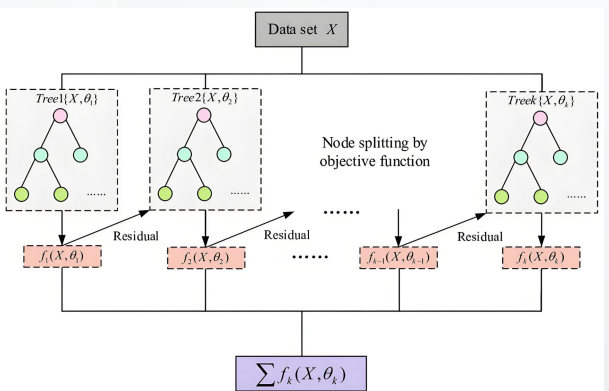 Data set X
Tree1{X,θ₁}
Tree2{X,θ₂}
Treek{X,θₖ}
Node splitting by
objective function
......
......
......
......
Residual
Residual
Residual
f₁(X,θ₁)
f₂(X,θ₂)
......
fₖ₋₁(X,θₖ₋₁)
fₖ(X,θₖ)
∑fₖ(X,θₖ)